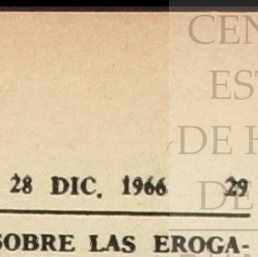 CEN
EST
DE H
DE
28 DIC. 1966 29
SOBRE LAS EROGA-